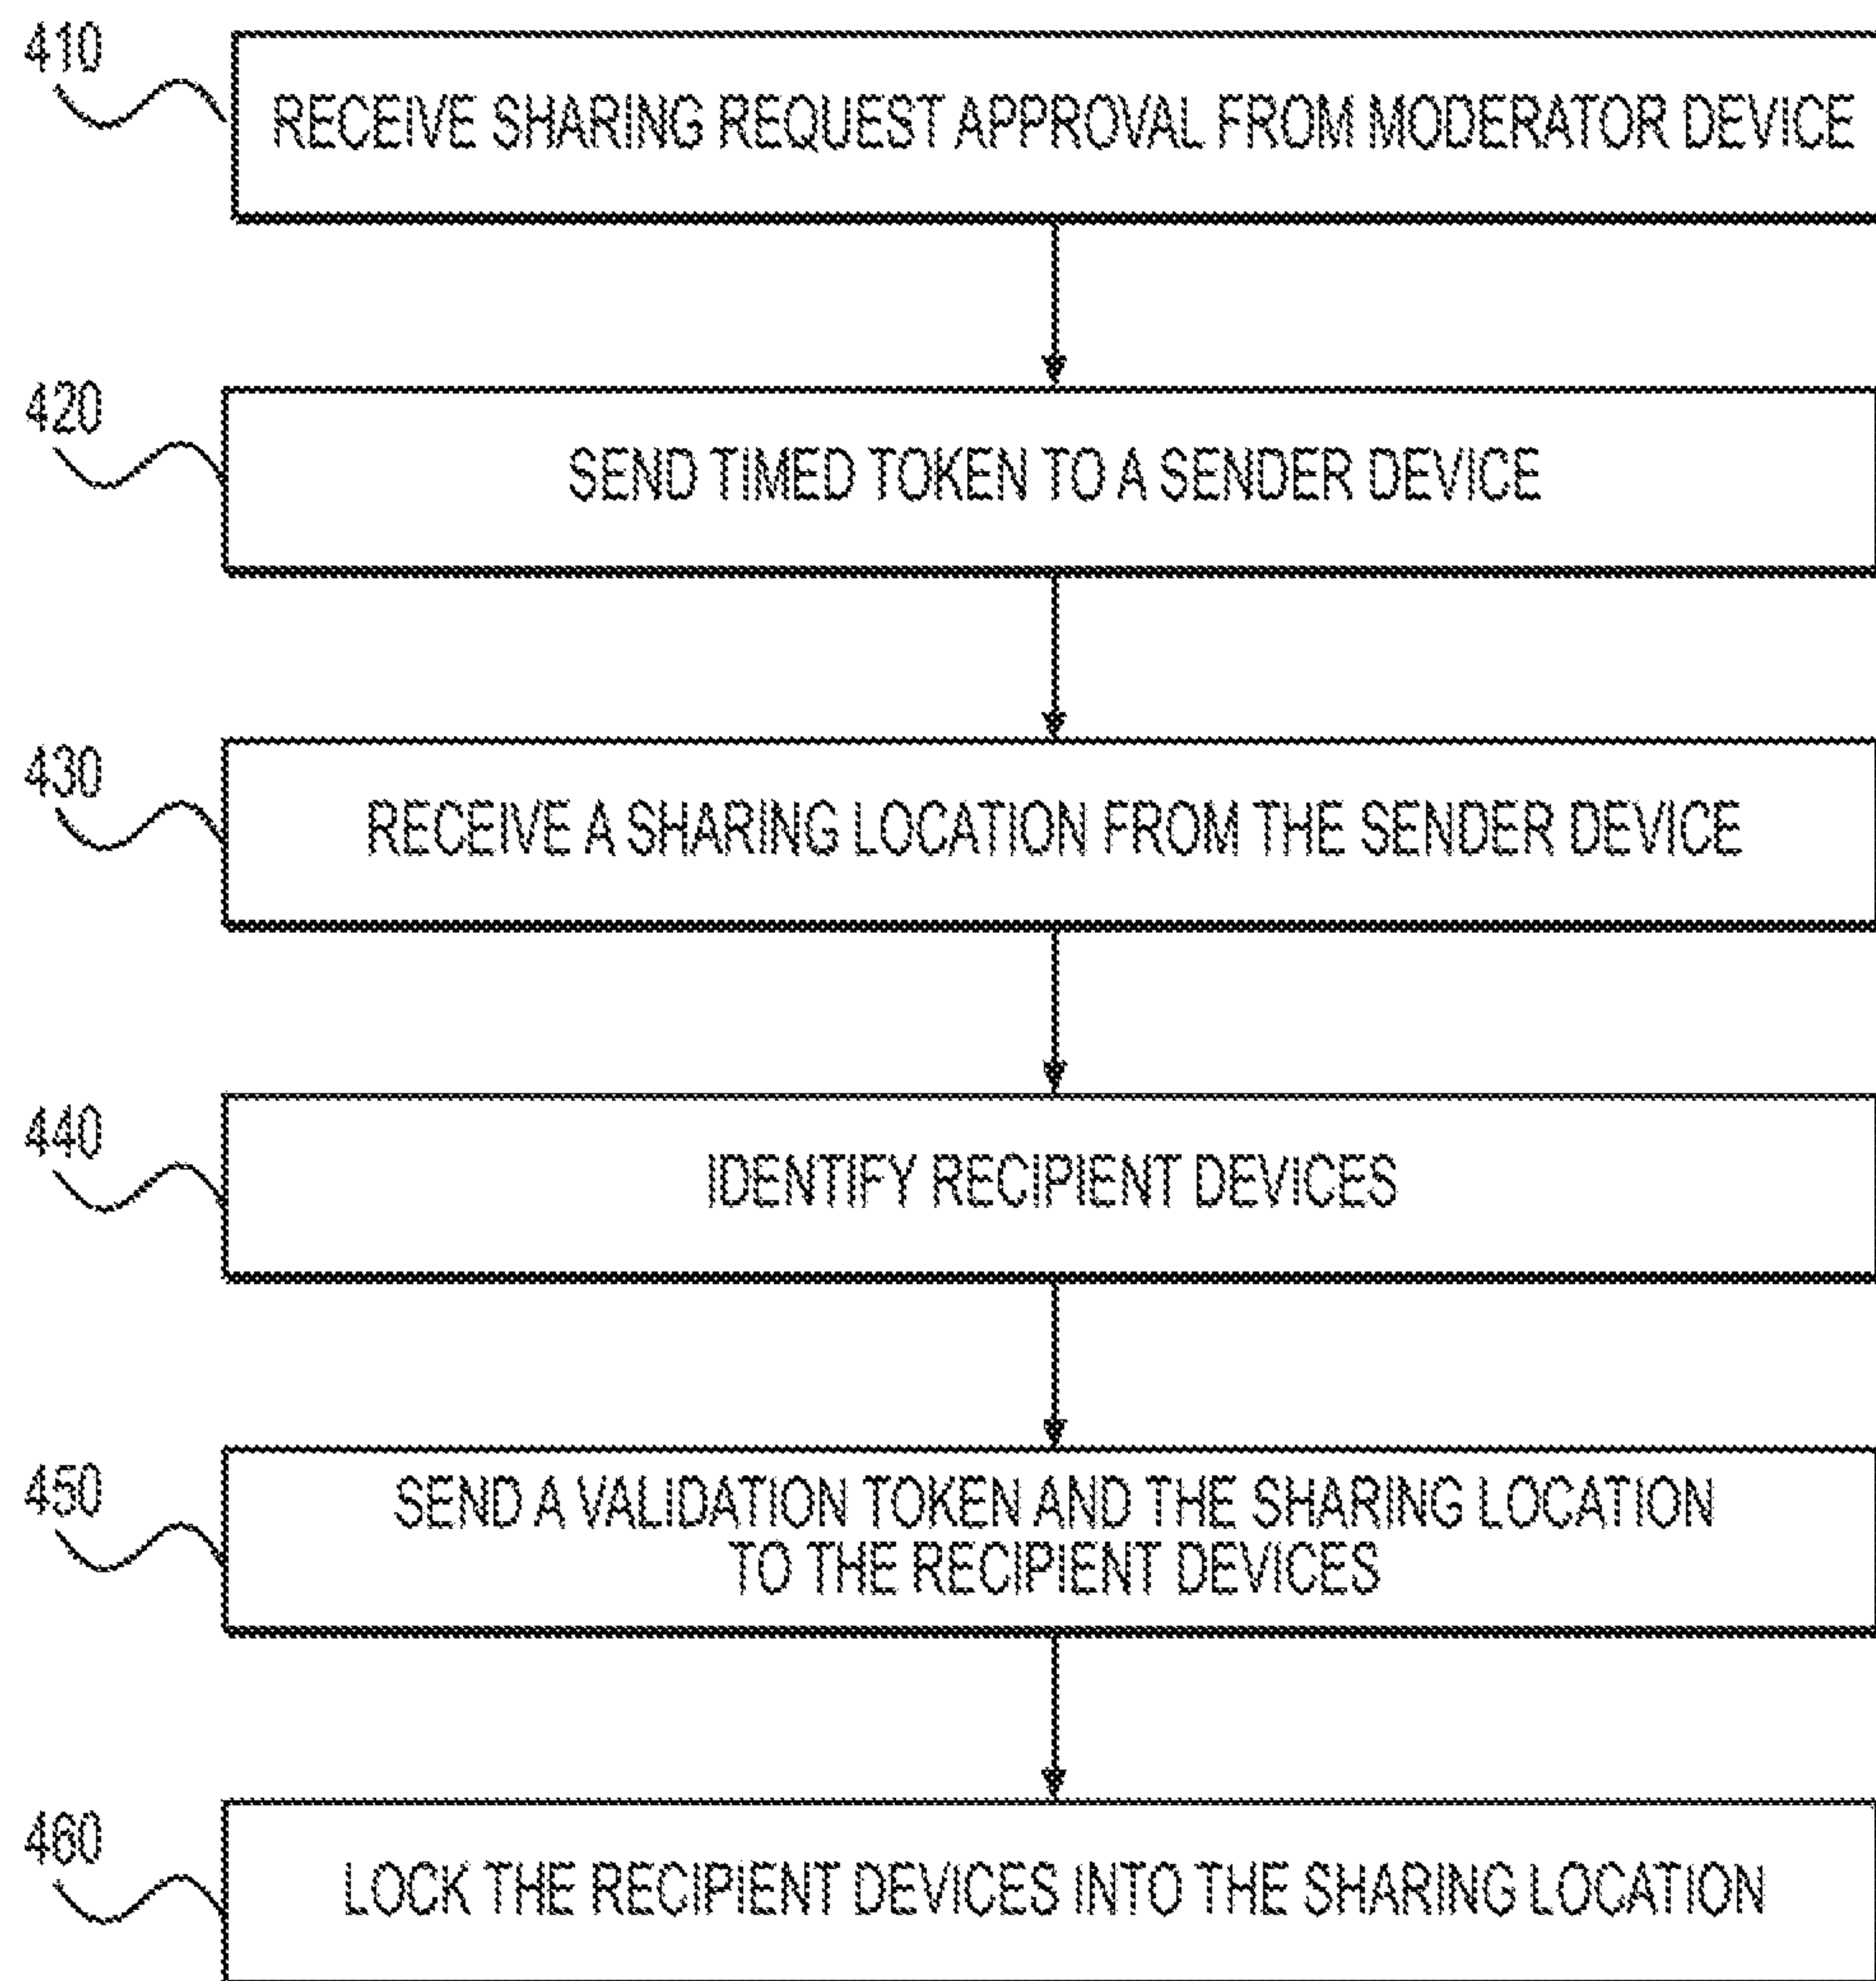 410
RECEIVE SHARING REQUEST APPROVAL FROM MODERATOR DEVICE
420
SEND TIMED TOKEN TO A SENDER DEVICE
430
RECEIVE A SHARING LOCATION FROM THE SENDER DEVICE
440
IDENTIFY RECIPIENT DEVICES
450
SEND A VALIDATION TOKEN AND THE SHARING LOCATION
TO THE RECIPIENT DEVICES
460
LOCK THE RECIPIENT DEVICES INTO THE SHARING LOCATION